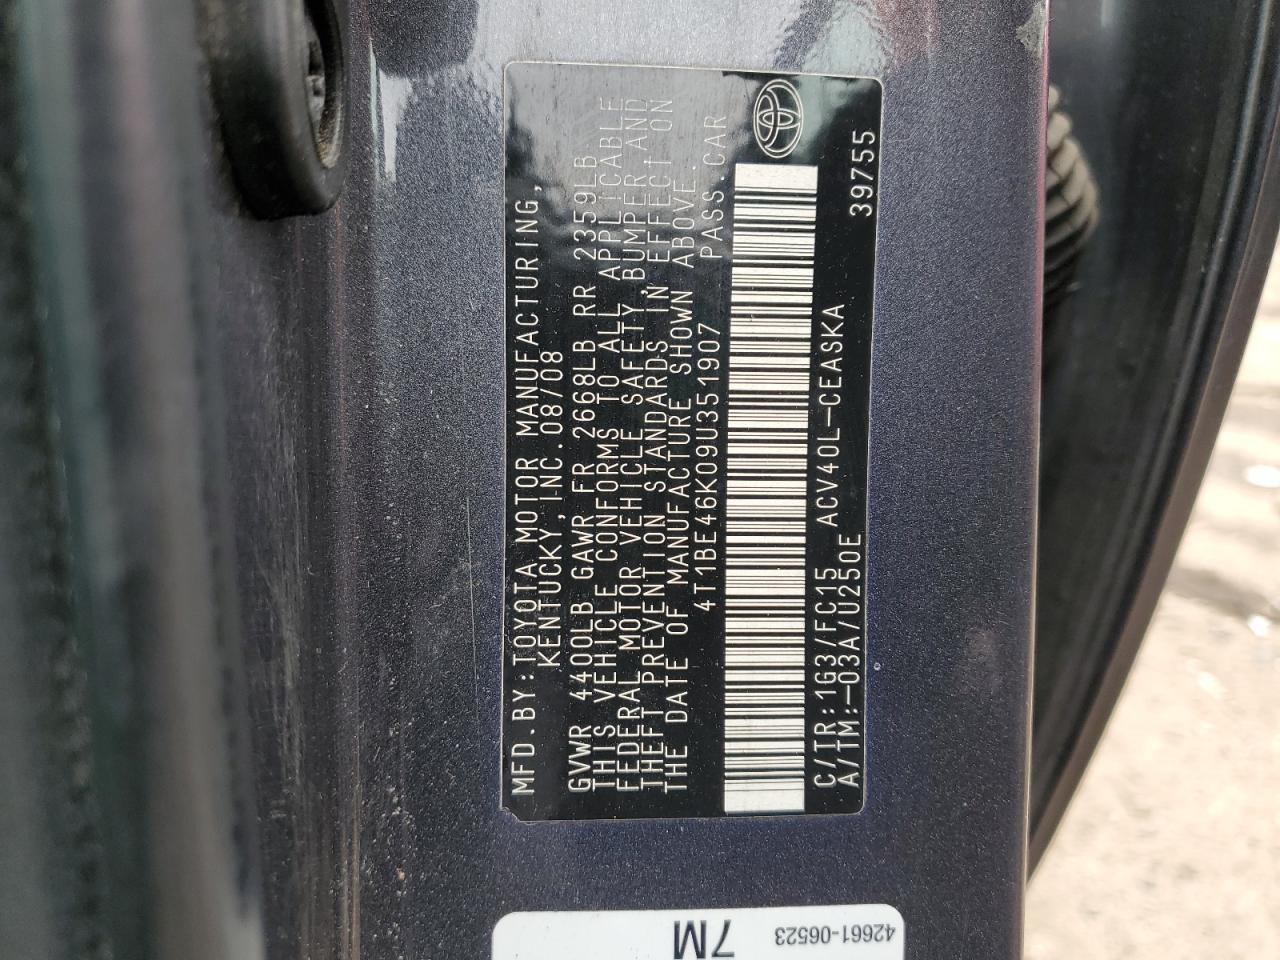 MFD.BY:TOYOTA MOTOR MANUFACTURING,
KENTUCKY,INC.08/08
GVWR 4400LB GAWR FR 2668LB RR 2359LB
THIS VEHICLE CONFORMS TO ALL APPLICABLE
FEDERAL MOTOR VEHICLE SAFETY,BUMPER,AND
THEFT PREVENTION STANDARDS IN EFFECT ON
THE DATE OF MANUFACTURE SHOWN ABOVE.
4T1BE46K09U351907 PASS.CAR
C/TR:1G3/FC15 ACV40L-CEASKA 39755
A/TM:-03A/U250E
42661-06523
7M